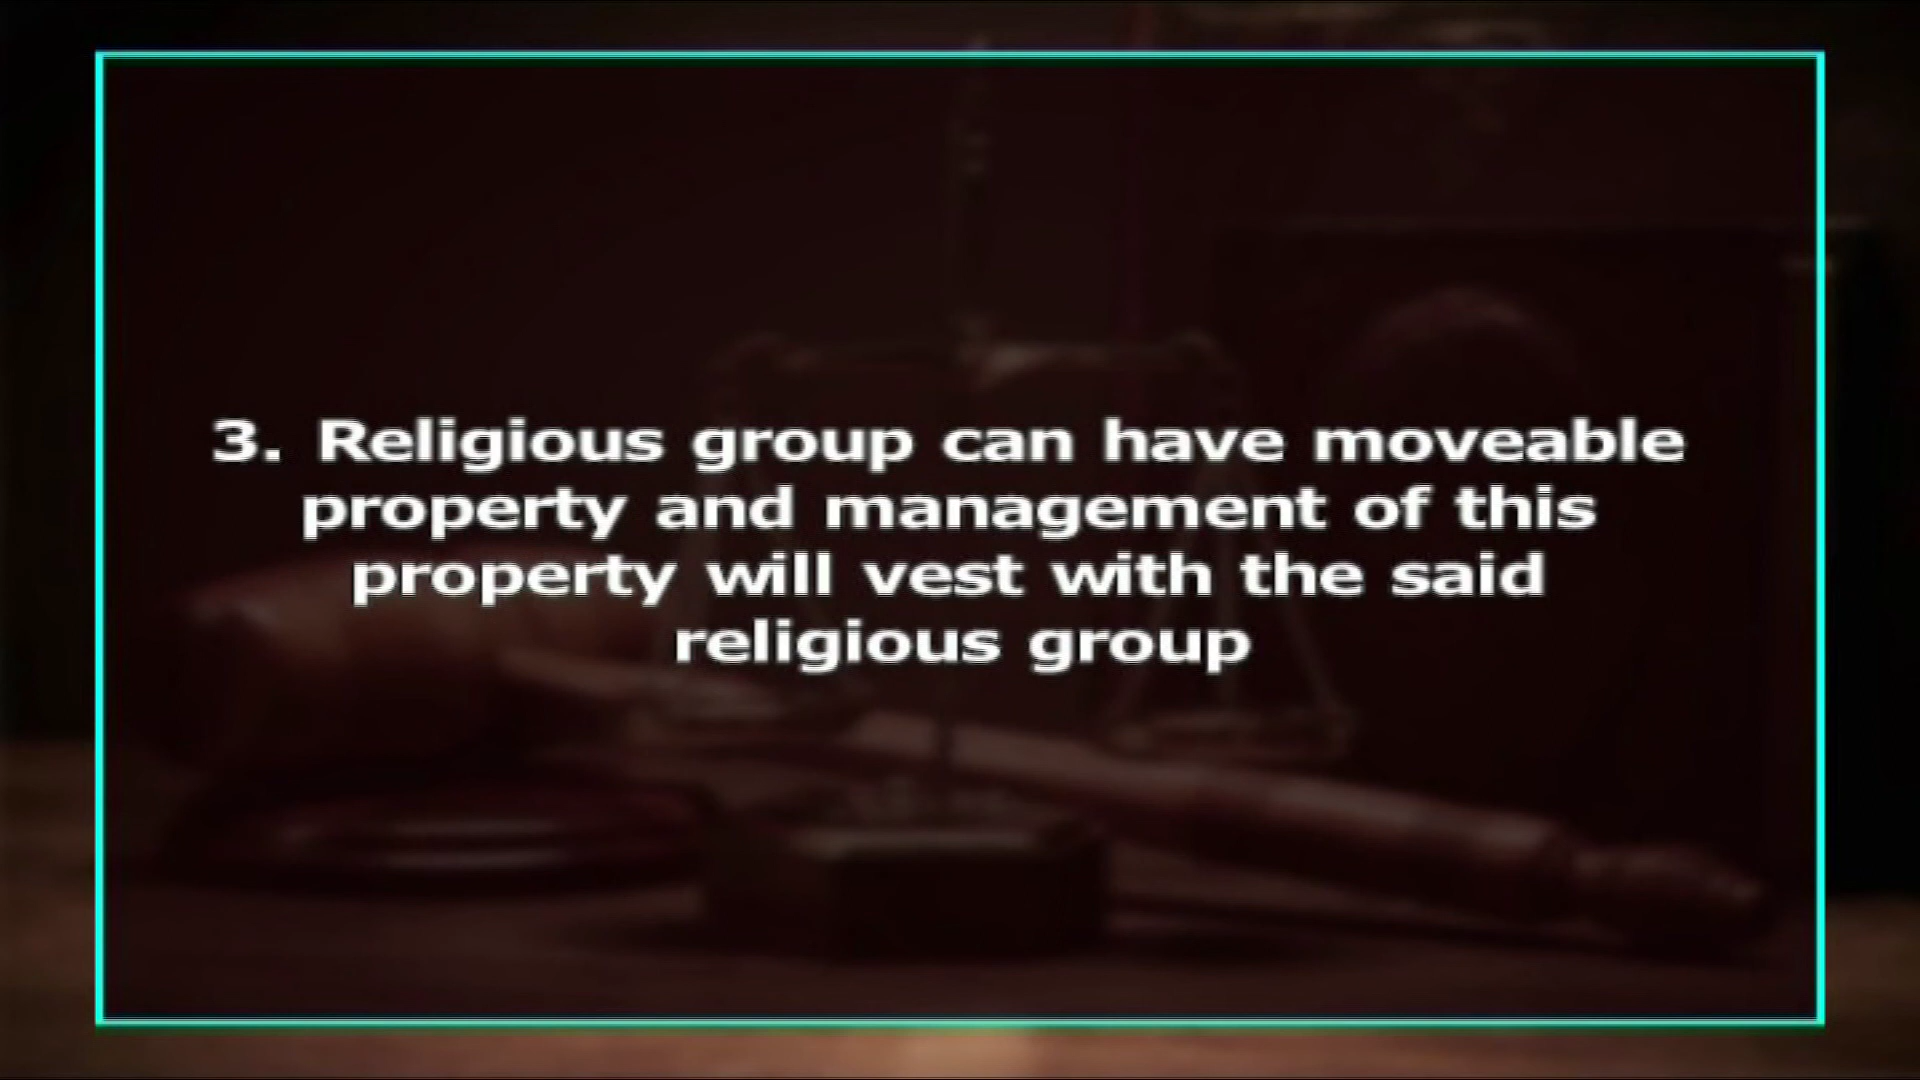 3. Religious group can have moveable
property and management of this
property will vest with the said
religious group